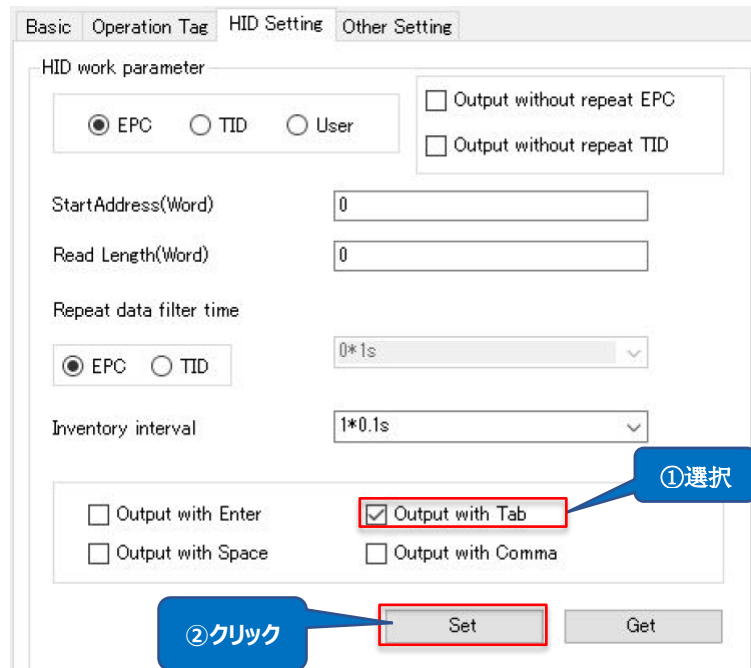 Basic Operation Tag HID Setting Other Setting
HID work parameter
EPC TID User
Output without repeat EPC
Output without repeat TID
StartAddress(Word) 0
Read Length(Word) 0
Repeat data filter time
EPC TID
0*1s
Inventory interval 1*0.1s
①選択
Output with Enter Output with Tab
Output with Space Output with Comma
②クリック
Set Get